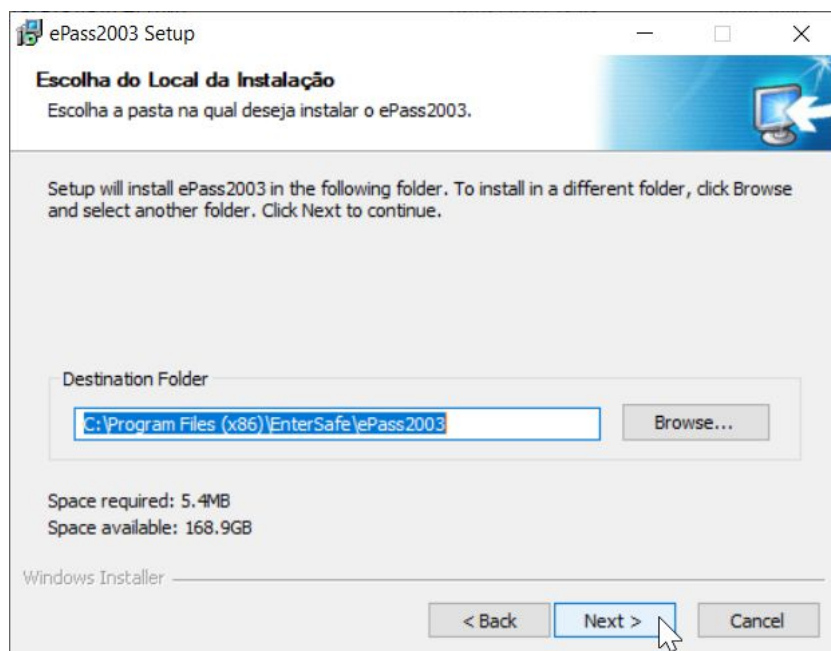 ePass2003 Setup
Escolha do Local da Instalação
Escolha a pasta na qual deseja instalar o ePass2003.
Setup will install ePass2003 in the following folder. To install in a different folder, click Browse
and select another folder. Click Next to continue.
Destination Folder
C:\Program Files (x86)\EnterSafe\ePass2003
Browse...
Space required: 5.4MB
Space available: 168.9GB
Windows Installer
< Back
Next >
Cancel